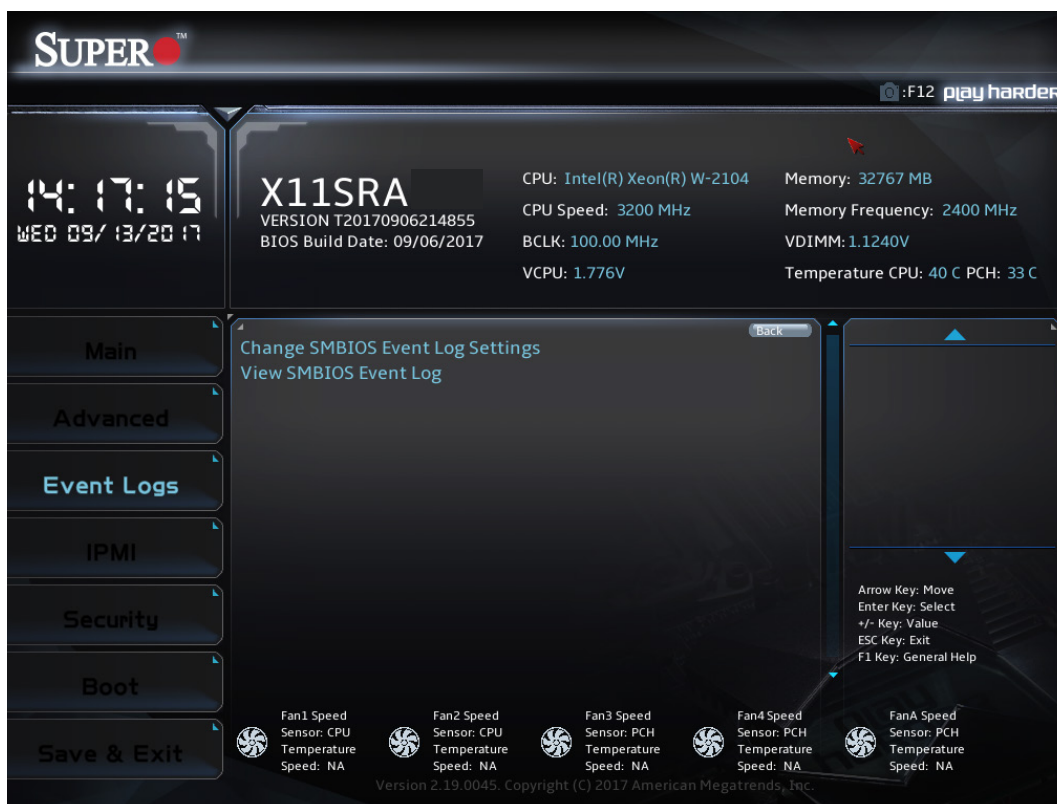 SUPER™
:F12 play harder
14:17:15
WED 09/13/2017
X11SRA
VERSION T20170906214855
BIOS Build Date: 09/06/2017
CPU: Intel(R) Xeon(R) W-2104
CPU Speed: 3200 MHz
BCLK: 100.00 MHz
VCPU: 1.776V
Memory: 32767 MB
Memory Frequency: 2400 MHz
VDIMM: 1.1240V
Temperature CPU: 40 C PCH: 33 C
Main
Advanced
Event Logs
IPMI
Security
Boot
Save & Exit
Back
Change SMBIOS Event Log Settings
View SMBIOS Event Log
Arrow Key: Move
Enter Key: Select
+/- Key: Value
ESC Key: Exit
F1 Key: General Help
Fan1 Speed
Sensor: CPU
Temperature
Speed: NA
Fan2 Speed
Sensor: CPU
Temperature
Speed: NA
Fan3 Speed
Sensor: PCH
Temperature
Speed: NA
Fan4 Speed
Sensor: PCH
Temperature
Speed: NA
FanA Speed
Sensor: PCH
Temperature
Speed: NA
Version 2.19.0045. Copyright (C) 2017 American Megatrends, Inc.